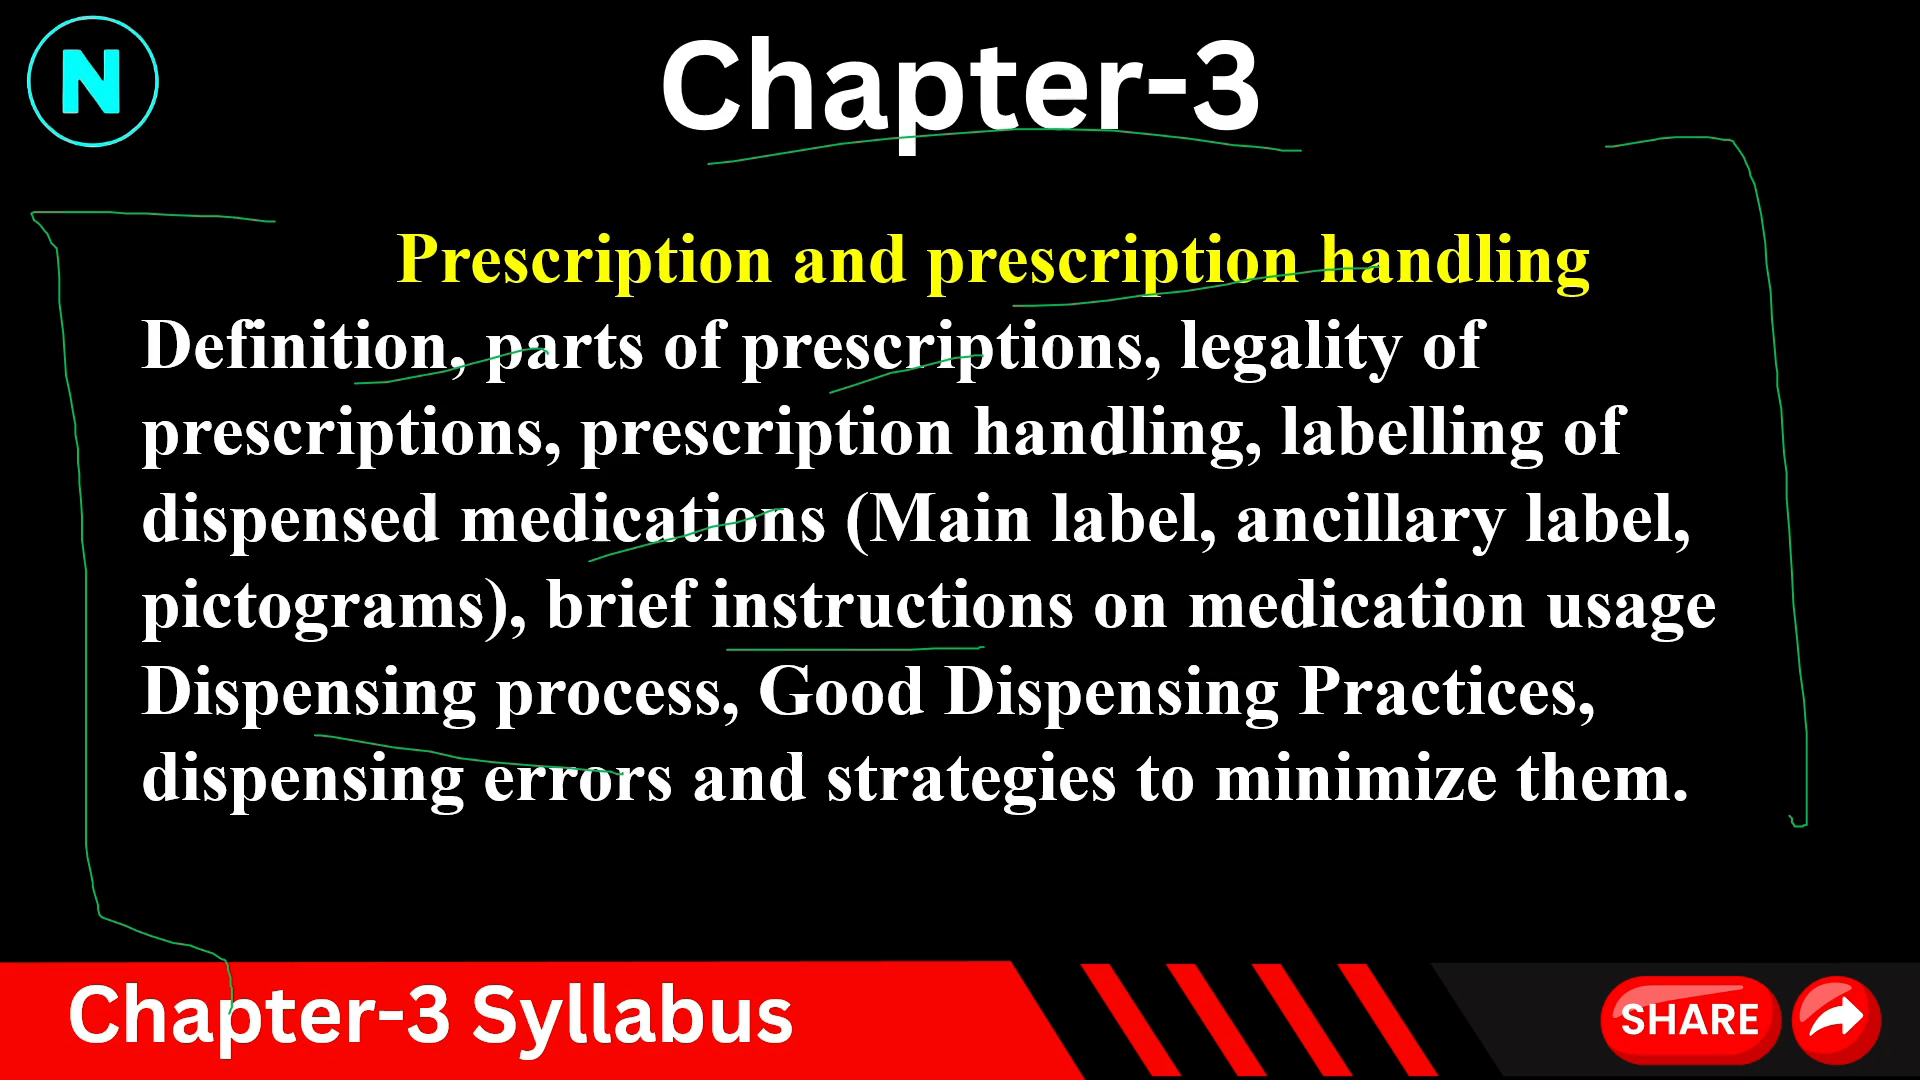 N
Chapter-3
Prescription and prescription handling
Definition, parts of prescriptions, legality of
prescriptions, prescription handling, labelling of
dispensed medications (Main label, ancillary label,
pictograms), brief instructions on medication usage
Dispensing process, Good Dispensing Practices,
dispensing errors and strategies to minimize them.
Chapter-3 Syllabus
SHARE